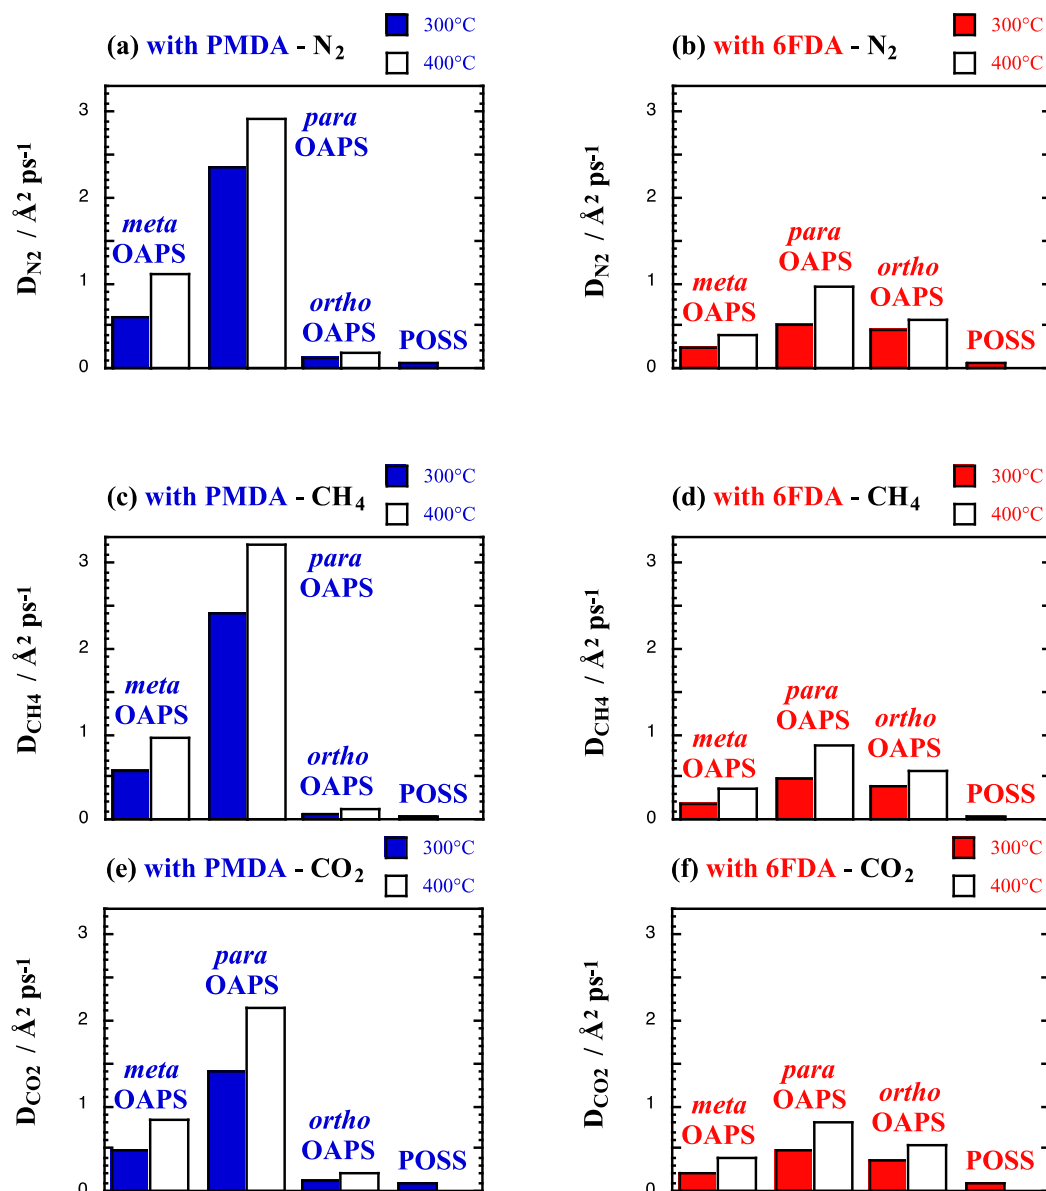 (a) with PMDA - N2
300°C
400°C
3
2
1
0
DN2 / Å2 ps-1
meta
OAPS
para
OAPS
ortho
OAPS
POSS
(b) with 6FDA - N2
300°C
400°C
3
2
1
0
DN2 / Å2 ps-1
meta
OAPS
para
OAPS
ortho
OAPS
POSS
(c) with PMDA - CH4
300°C
400°C
3
2
1
0
DCH4 / Å2 ps-1
meta
OAPS
para
OAPS
ortho
OAPS
POSS
(d) with 6FDA - CH4
300°C
400°C
3
2
1
0
DCH4 / Å2 ps-1
meta
OAPS
para
OAPS
ortho
OAPS
POSS
(e) with PMDA - CO2
300°C
400°C
3
2
1
0
DCO2 / Å2 ps-1
meta
OAPS
para
OAPS
ortho
OAPS
POSS
(f) with 6FDA - CO2
300°C
400°C
3
2
1
0
DCO2 / Å2 ps-1
meta
OAPS
para
OAPS
ortho
OAPS
POSS